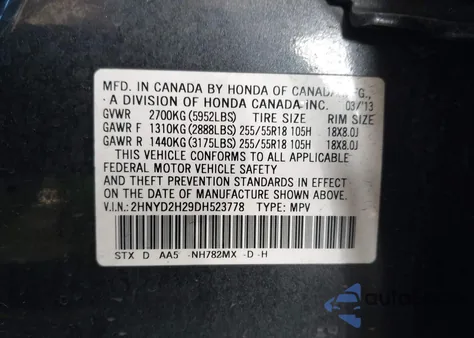 MFD. IN CANADA BY HONDA OF CANADA MFG.,
A DIVISION OF HONDA CANADA INC. 03/13
GVWR 2700KG (5952LBS) TIRE SIZE RIM SIZE
GAWR F 1310KG (2888LBS) 255/55R18 105H 18X8.0J
GAWR R 1440KG (3175LBS) 255/55R18 105H 18X8.0J
THIS VEHICLE CONFORMS TO ALL APPLICABLE
FEDERAL MOTOR VEHICLE SAFETY
AND THEFT PREVENTION STANDARDS IN EFFECT
ON THE DATE OF MANUFACTURE SHOWN ABOVE.
V.I.N.: 2HNYD2H29DH523778 TYPE: MPV
STX D AA5 -NH782MX -D -H